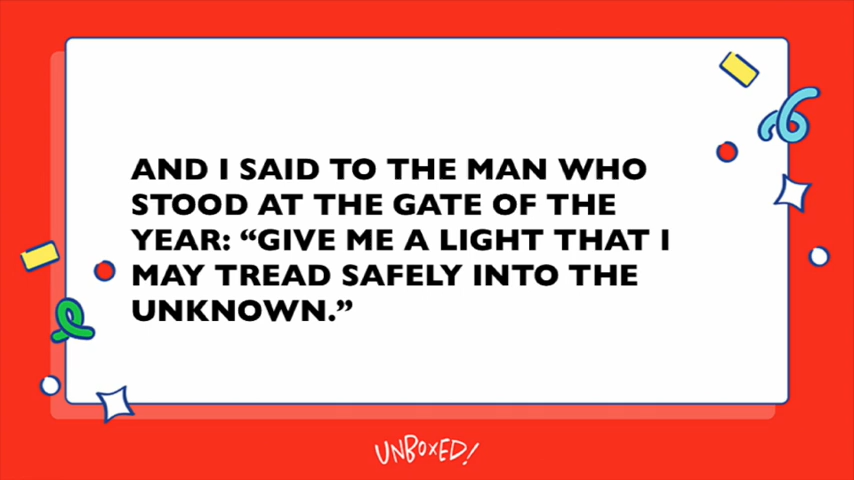 AND I SAID TO THE MAN WHO
STOOD AT THE GATE OF THE
YEAR: “GIVE ME A LIGHT THAT I
MAY TREAD SAFELY INTO THE
UNKNOWN.”
UNBOXED!